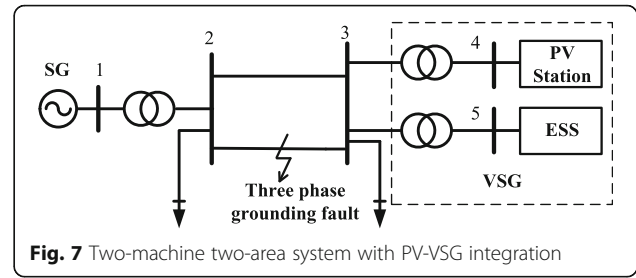 SG
1
2
3
4
PV
Station
5
ESS
VSG
Three phase
grounding fault
Fig. 7 Two-machine two-area system with PV-VSG integration